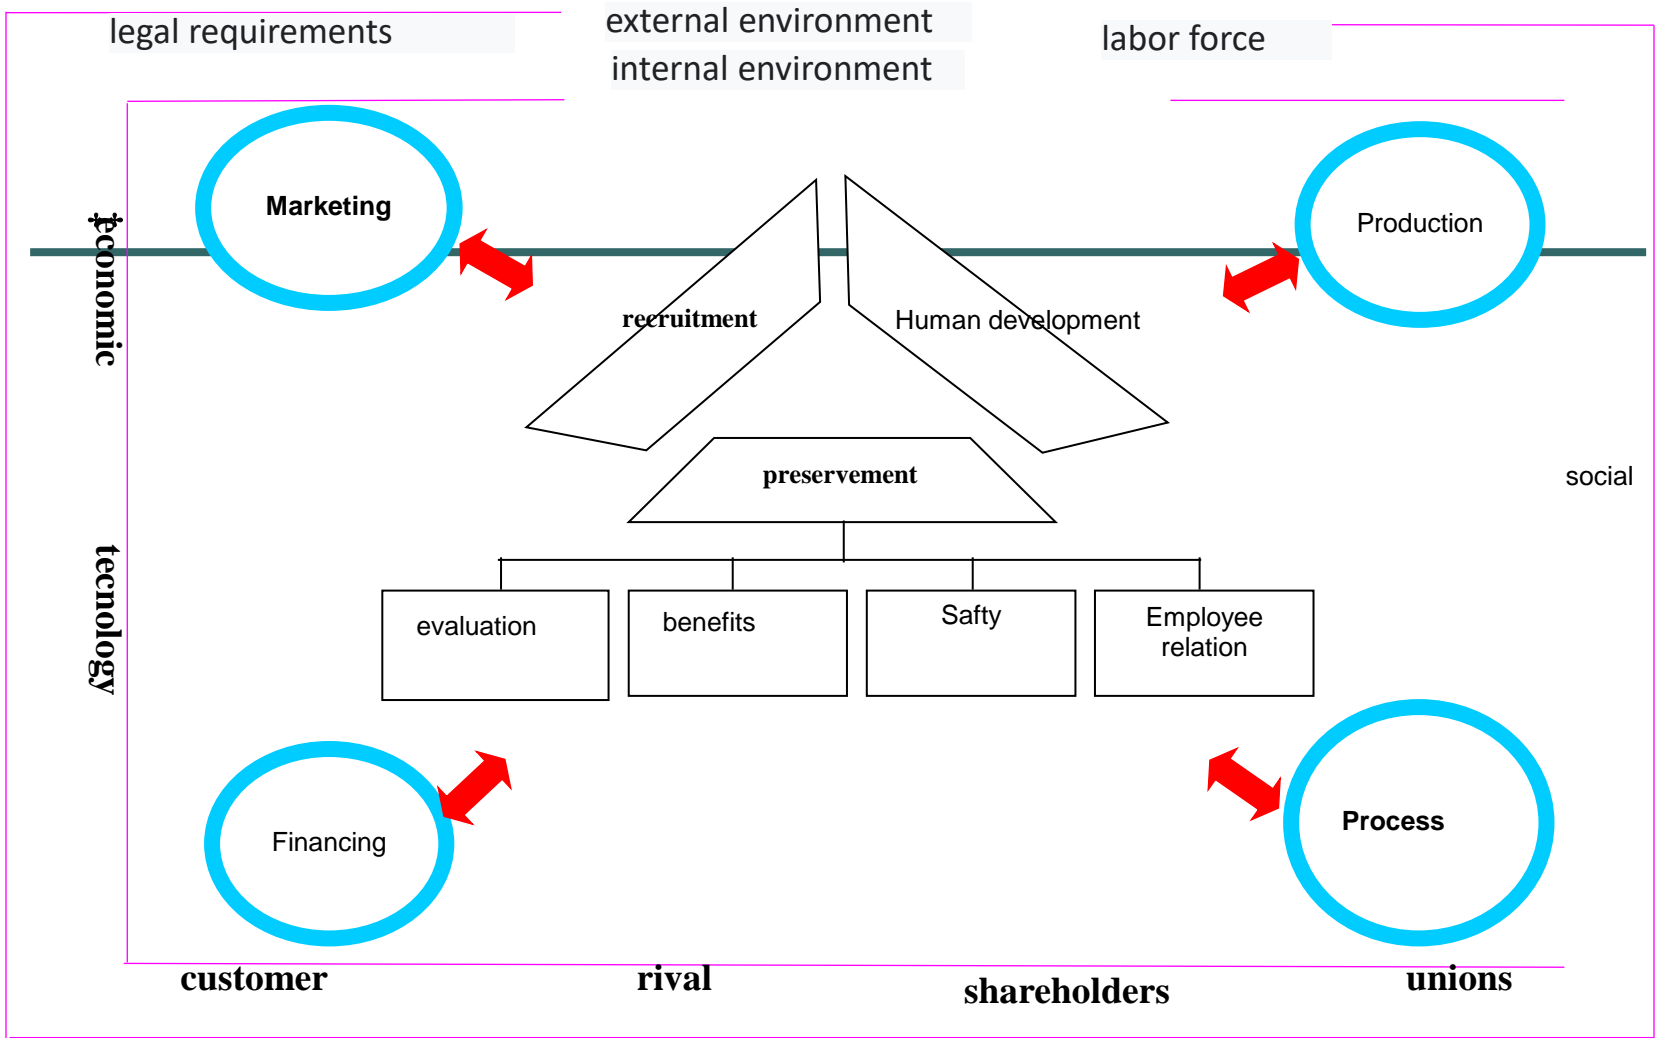 legal requirements
external environment
labor force
internal environment
Marketing
Production
economic
recruitment
Human development
preservement
social
tecnology
evaluation
benefits
Safty
Employee
relation
Financing
Process
customer
rival
shareholders
unions